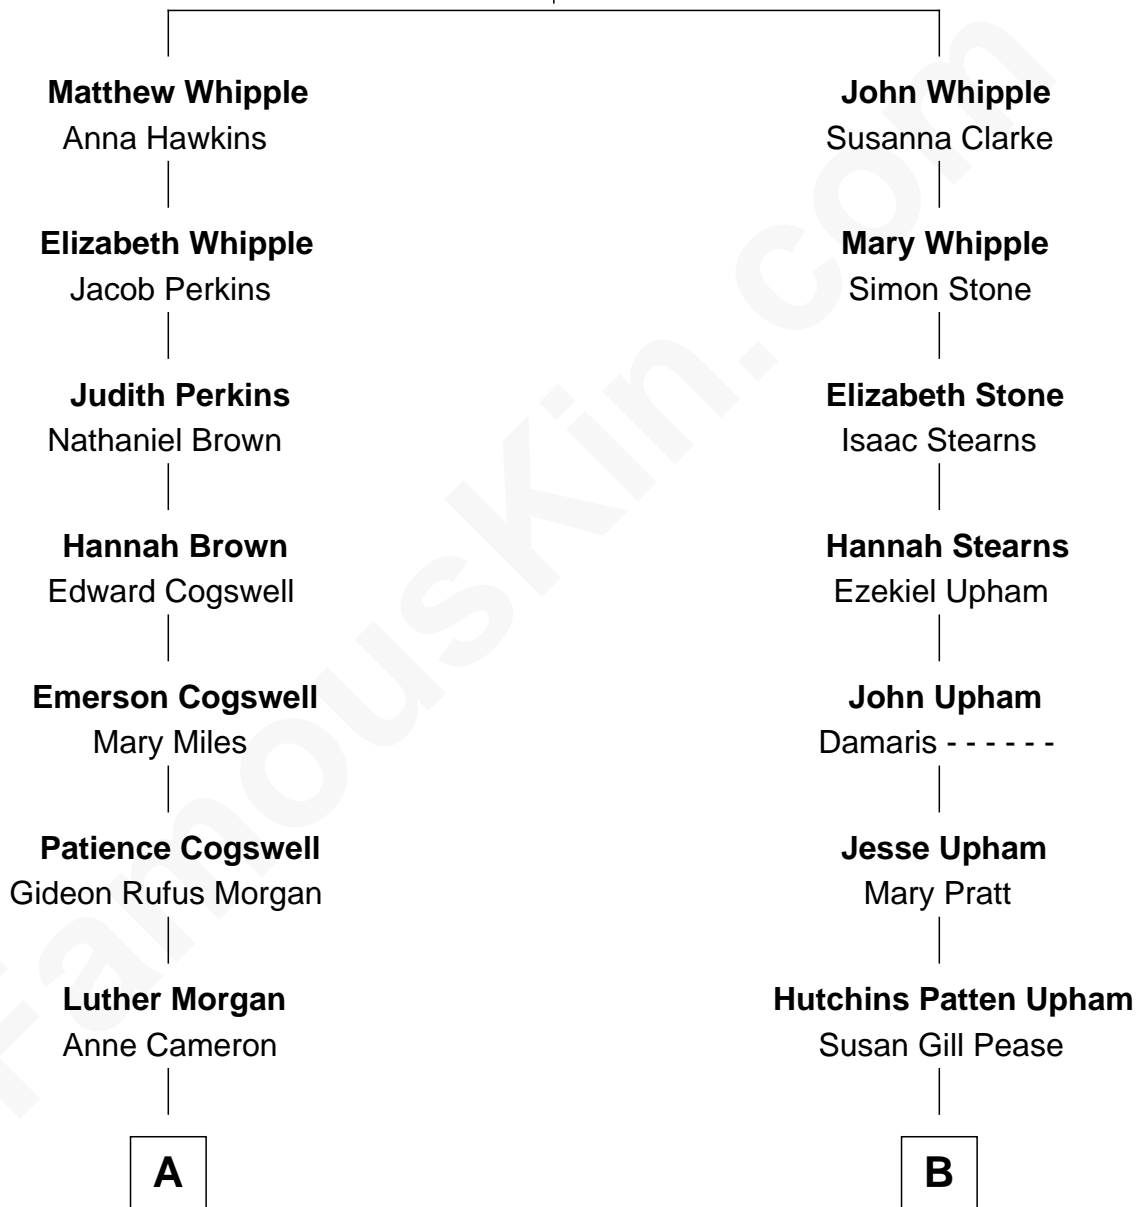 Matthew Whipple
Anna Hawkins
Elizabeth Whipple
Jacob Perkins
Judith Perkins
Nathaniel Brown
Hannah Brown
Edward Cogswell
Emerson Cogswell
Mary Miles
Patience Cogswell
Gideon Rufus Morgan
Luther Morgan
Anne Cameron
A
John Whipple
Susanna Clarke
Mary Whipple
Simon Stone
Elizabeth Stone
Isaac Stearns
Hannah Stearns
Ezekiel Upham
John Upham
Damaris - - - - - -
Jesse Upham
Mary Pratt
Hutchins Patten Upham
Susan Gill Pease
B
FamousKin.com